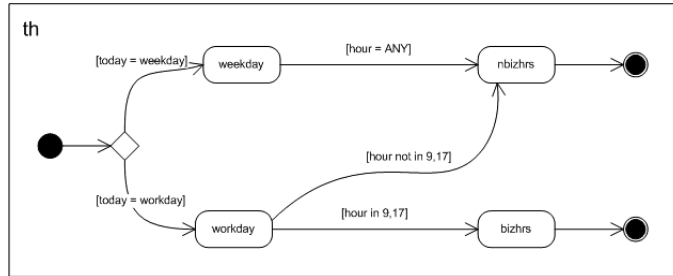 th
[today = weekday]
weekday
[hour = ANY]
nbizhrs
[hour not in 9,17]
[today = workday]
workday
[hour in 9,17]
bizhrs